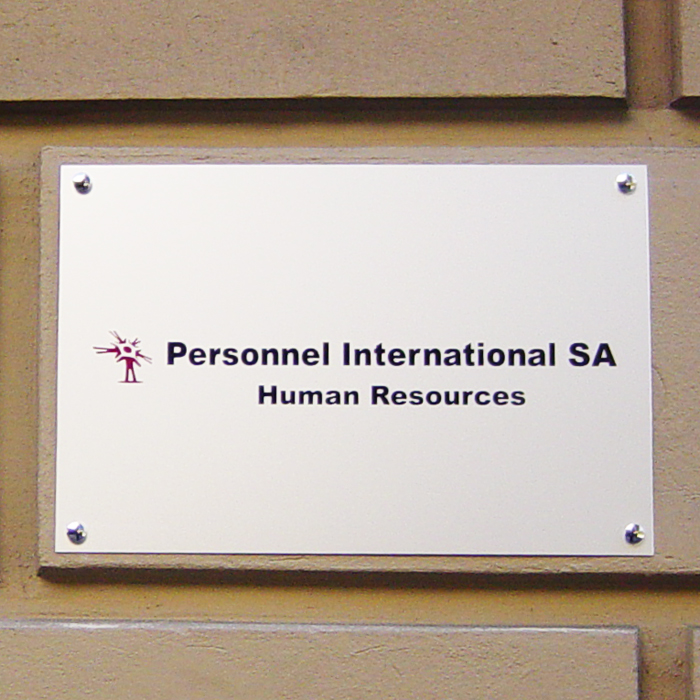 Personnel International SA
Human Resources